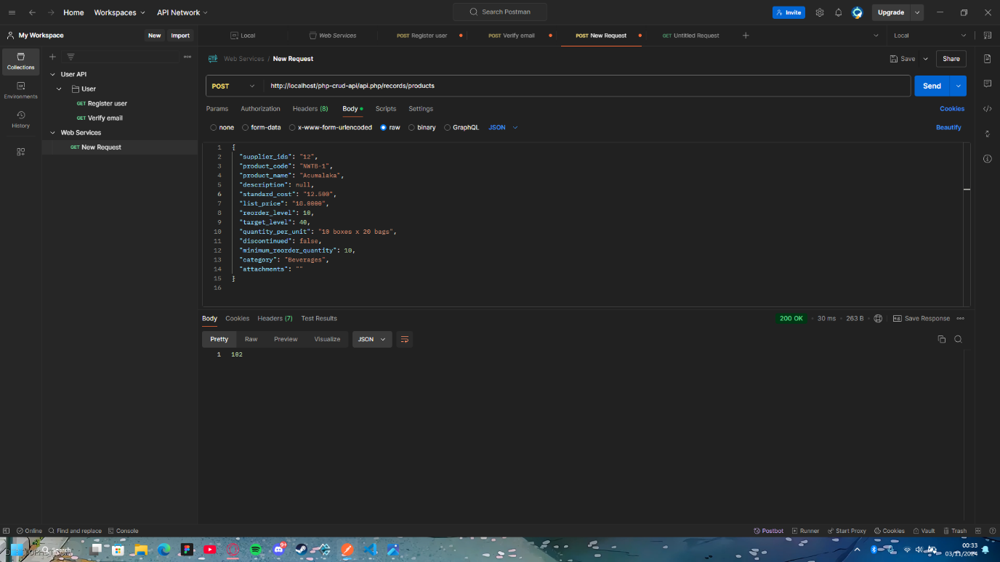 Home Workspaces API Network Search Postman Invite Upgrade
My Workspace New Import Local Web Services POST Register user POST Verify email POST New Request GET Untitled Request Local
Collections
Environments
History
User API
User
GET Register user
GET Verify email
Web Services
GET New Request
HTTP Web Services / New Request Save Share
POST http://localhost/php-crud-api/api.php/records/products Send
Params Authorization Headers (8) Body Scripts Settings Cookies
none form-data x-www-form-urlencoded raw binary GraphQL JSON Beautify
1 {
2 "supplier_ids": "12",
3 "product_code": "NWTB-1",
4 "product_name": "Acumalaka",
5 "description": null,
6 "standard_cost": "12.500",
7 "list_price": "18.0000",
8 "reorder_level": 10,
9 "target_level": 40,
10 "quantity_per_unit": "10 boxes x 20 bags",
11 "discontinued": false,
12 "minimum_reorder_quantity": 10,
13 "category": "Beverages",
14 "attachments": ""
15 }
16
Body Cookies Headers (7) Test Results 200 OK • 30 ms • 263 B • Save Response
Pretty Raw Preview Visualize JSON
1 102
Online Find and replace Console Postbot Runner Start Proxy Cookies Vault Trash
Search 9+ 00:33
03/11/2024